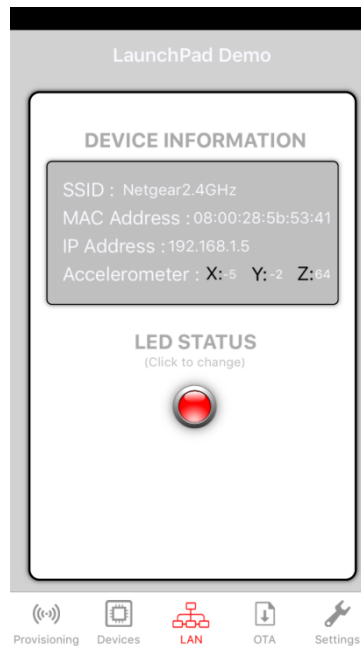 LaunchPad Demo
DEVICE INFORMATION
SSID : Netgear2.4GHz
MAC Address : 08:00:28:5b:53:41
IP Address : 192.168.1.5
Accelerometer : X:-5 Y:-2 Z:64
LED STATUS
(Click to change)
Provisioning Devices LAN OTA Settings